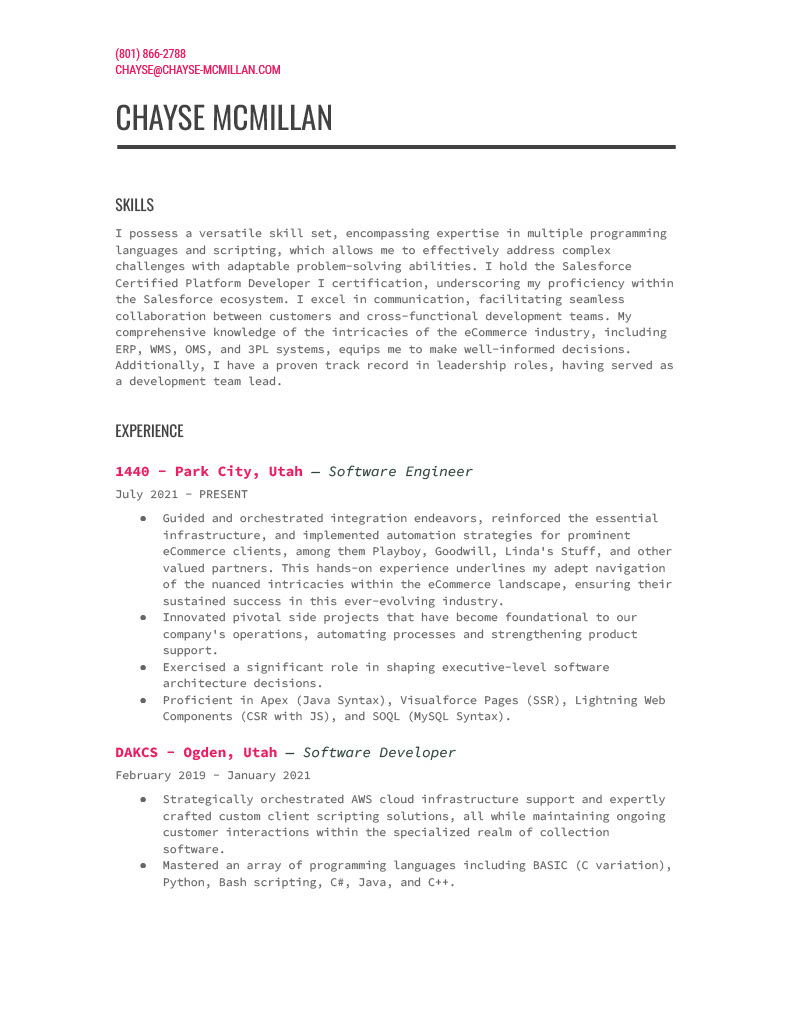 (801) 866-2788
CHAYSE@CHAYSE-MCMILLAN.COM
CHAYSE MCMILLAN
SKILLS
I possess a versatile skill set, encompassing expertise in multiple programming
languages and scripting, which allows me to effectively address complex
challenges with adaptable problem-solving abilities. I hold the Salesforce
Certified Platform Developer I certification, underscoring my proficiency within
the Salesforce ecosystem. I excel in communication, facilitating seamless
collaboration between customers and cross-functional development teams. My
comprehensive knowledge of the intricacies of the eCommerce industry, including
ERP, WMS, OMS, and 3PL systems, equips me to make well-informed decisions.
Additionally, I have a proven track record in leadership roles, having served as
a development team lead.
EXPERIENCE
1440 - Park City, Utah — Software Engineer
July 2021 - PRESENT
● Guided and orchestrated integration endeavors, reinforced the essential
infrastructure, and implemented automation strategies for prominent
eCommerce clients, among them Playboy, Goodwill, Linda's Stuff, and other
valued partners. This hands-on experience underlines my adept navigation
of the nuanced intricacies within the eCommerce landscape, ensuring their
sustained success in this ever-evolving industry.
● Innovated pivotal side projects that have become foundational to our
company's operations, automating processes and strengthening product
support.
● Exercised a significant role in shaping executive-level software
architecture decisions.
● Proficient in Apex (Java Syntax), Visualforce Pages (SSR), Lightning Web
Components (CSR with JS), and SOQL (MySQL Syntax).
DAKCS - Ogden, Utah — Software Developer
February 2019 - January 2021
● Strategically orchestrated AWS cloud infrastructure support and expertly
crafted custom client scripting solutions, all while maintaining ongoing
customer interactions within the specialized realm of collection
software.
● Mastered an array of programming languages including BASIC (C variation),
Python, Bash scripting, C#, Java, and C++.